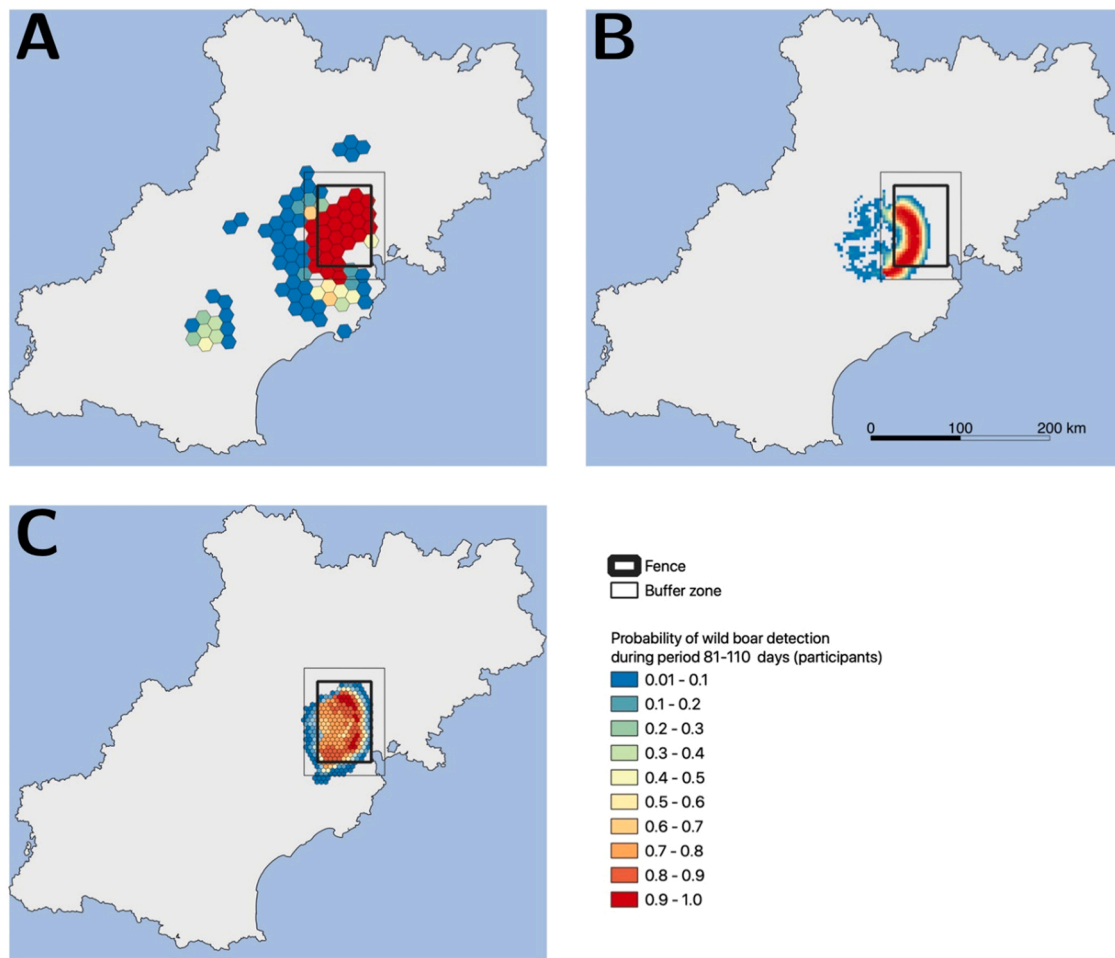 A
B
0 100 200 km
C
Fence
Buffer zone
Probability of wild boar detection
during period 81-110 days (participants)
0.01 - 0.1
0.1 - 0.2
0.2 - 0.3
0.3 - 0.4
0.4 - 0.5
0.5 - 0.6
0.6 - 0.7
0.7 - 0.8
0.8 - 0.9
0.9 - 1.0